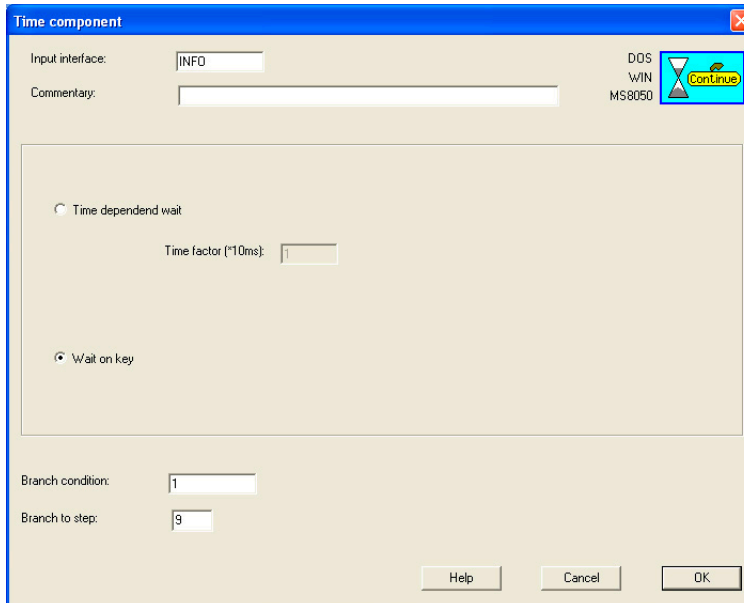 Time component
Input interface: INFO
Commentary:
DOS
WIN
MS8050
Continue
Time dependend wait
Time factor (*10ms): 1
Wait on key
Branch condition: 1
Branch to step: 9
Help Cancel OK